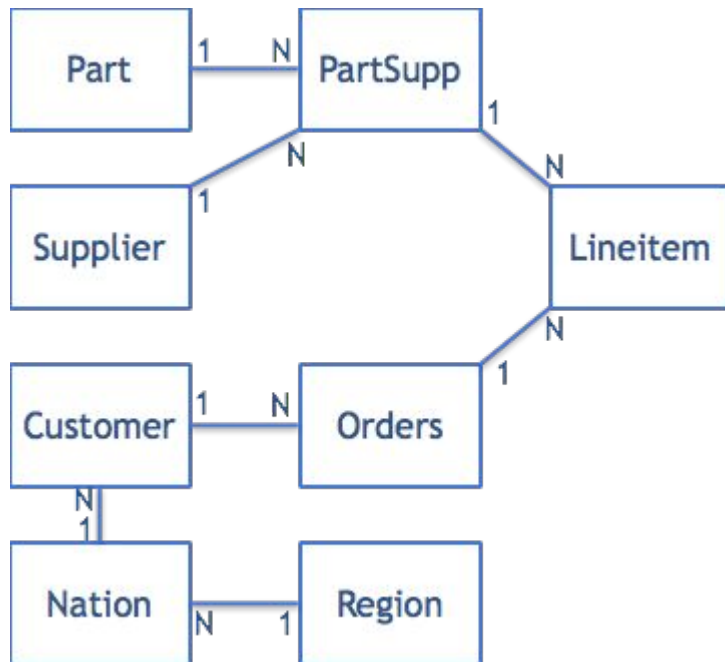 Part 1 N PartSupp
1
N
1
N
Supplier
Lineitem
N
1
Customer 1 N Orders
N
1
Nation N 1 Region